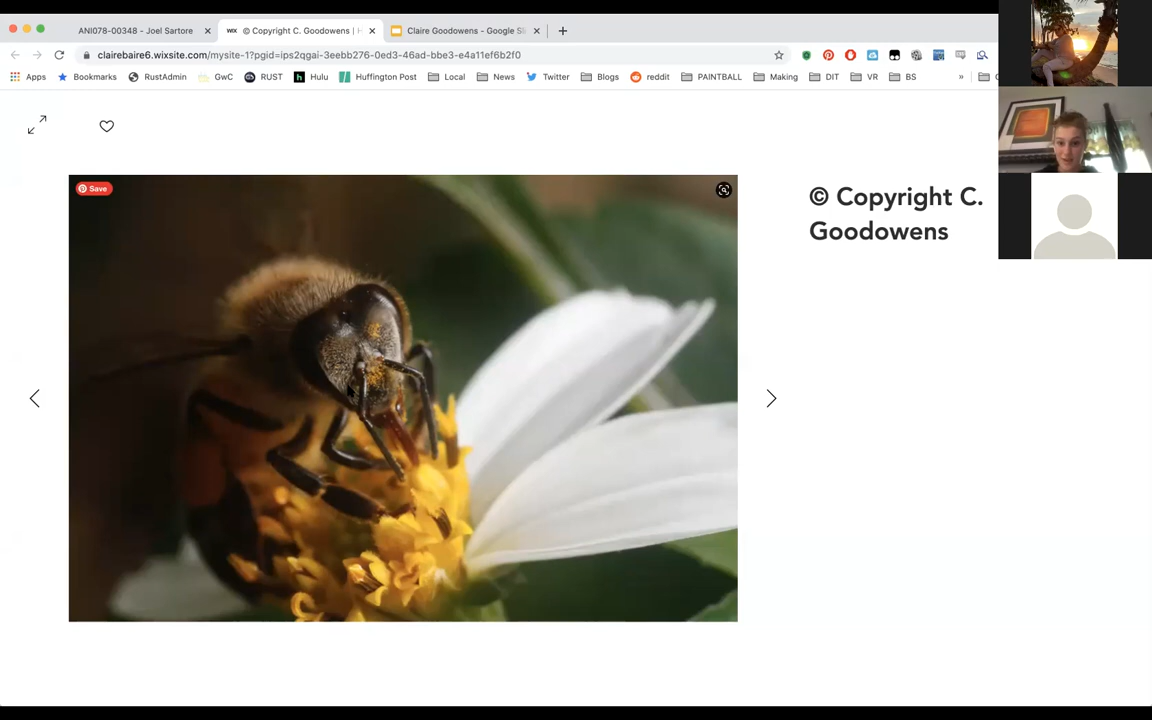 ANI078-00348 - Joel Sartore
WIX © Copyright C. Goodowens | H
Claire Goodowens - Google Sl
clairebaire6.wixsite.com/mysite-1?pgid=ips2qgai-3eebb276-0ed3-46ad-bbe3-e4a11ef6b2f0
Apps Bookmarks RustAdmin GwC RUST Hulu Huffington Post Local News Twitter Blogs reddit PAINTBALL Making DIT VR BS »
Save
© Copyright C.
Goodowens